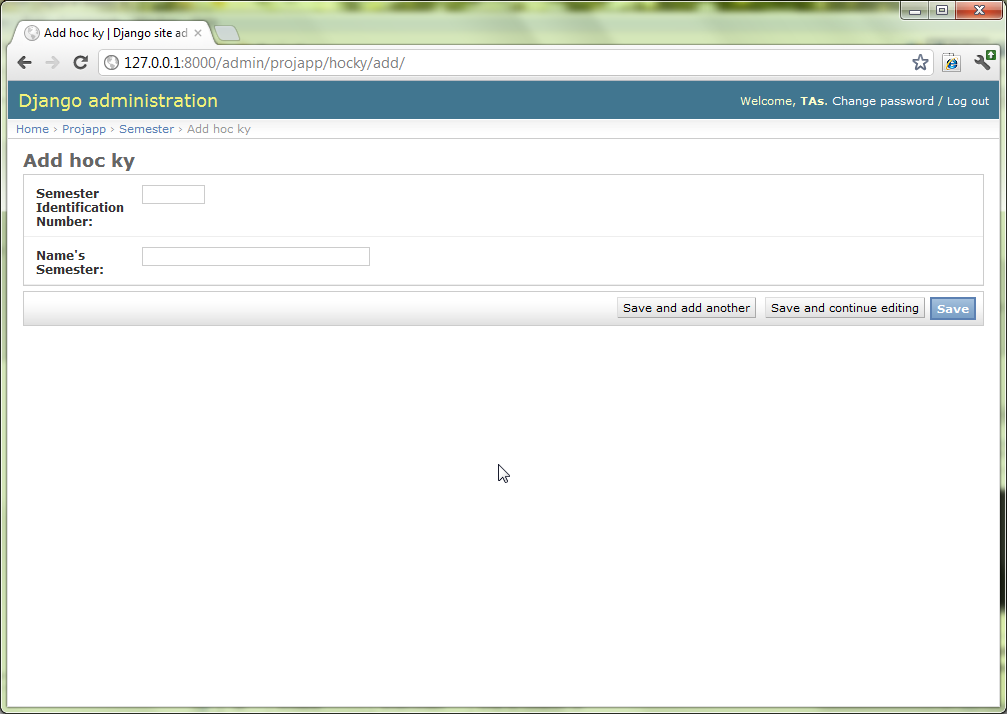 Add hoc ky | Django site ad
127.0.0.1:8000/admin/projapp/hocky/add/
Django administration
Welcome, TAs. Change password / Log out
Home › Projapp › Semester › Add hoc ky
Add hoc ky
Semester
Identification
Number:
Name's
Semester:
Save and add another
Save and continue editing
Save